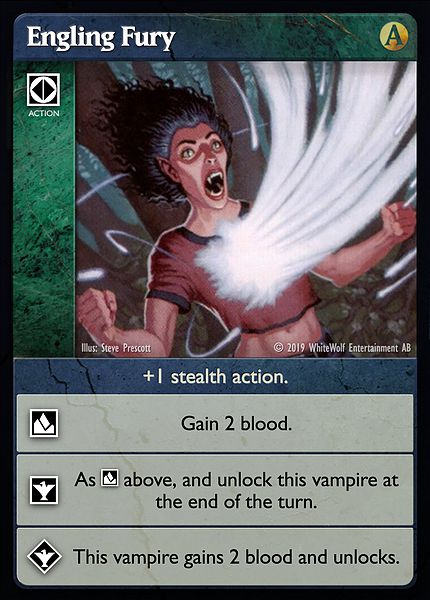 Engling Fury
A
ACTION
Illus: Steve Prescott
© 2019 WhiteWolf Entertainment AB
+1 stealth action.
Gain 2 blood.
As above, and unlock this vampire at
the end of the turn.
This vampire gains 2 blood and unlocks.